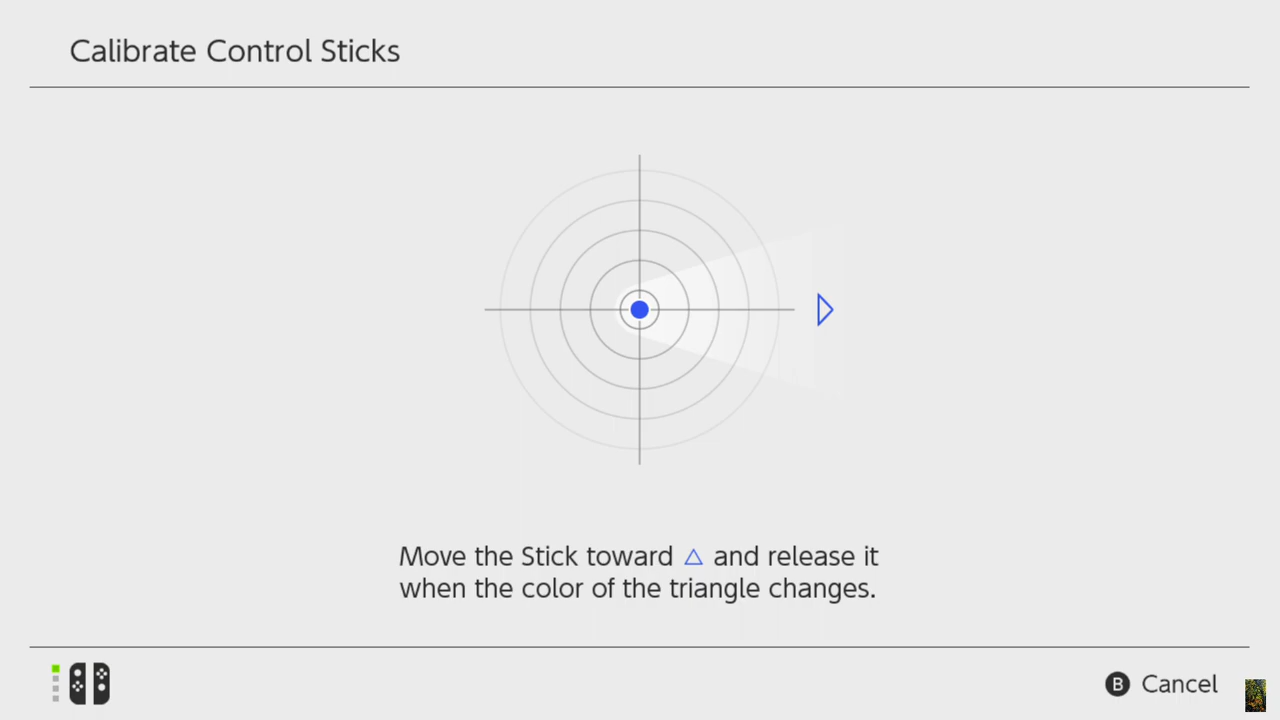 Calibrate Control Sticks
Move the Stick toward △ and release it
when the color of the triangle changes.
B Cancel